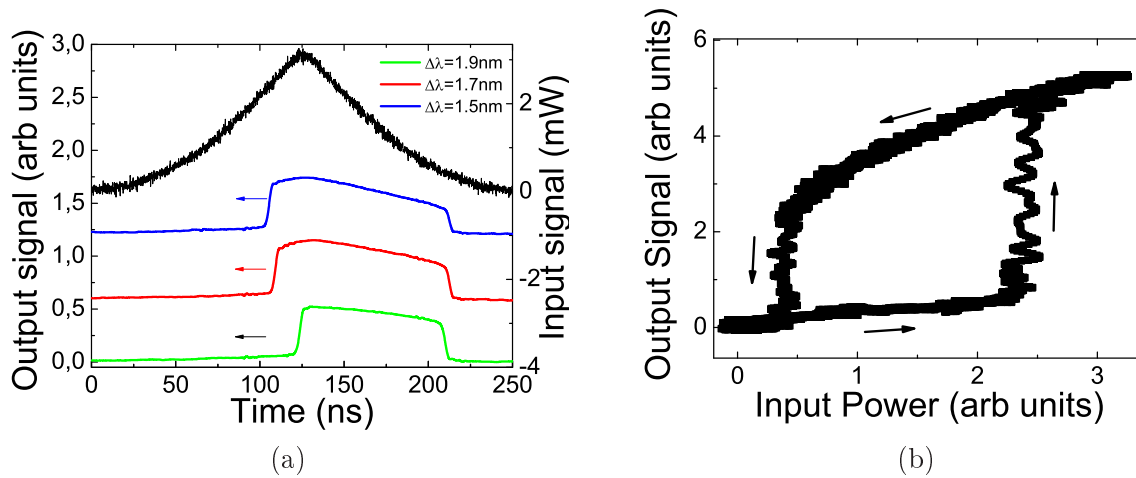 Output signal (arb units)
3,0
2,5
2,0
1,5
1,0
0,5
0,0
Δλ=1.9nm
Δλ=1.7nm
Δλ=1.5nm
2
0
-2
-4
Input signal (mW)
0 50 100 150 200 250
Time (ns)
(a)
Output Signal (arb units)
6
4
2
0
0 1 2 3
Input Power (arb units)
(b)